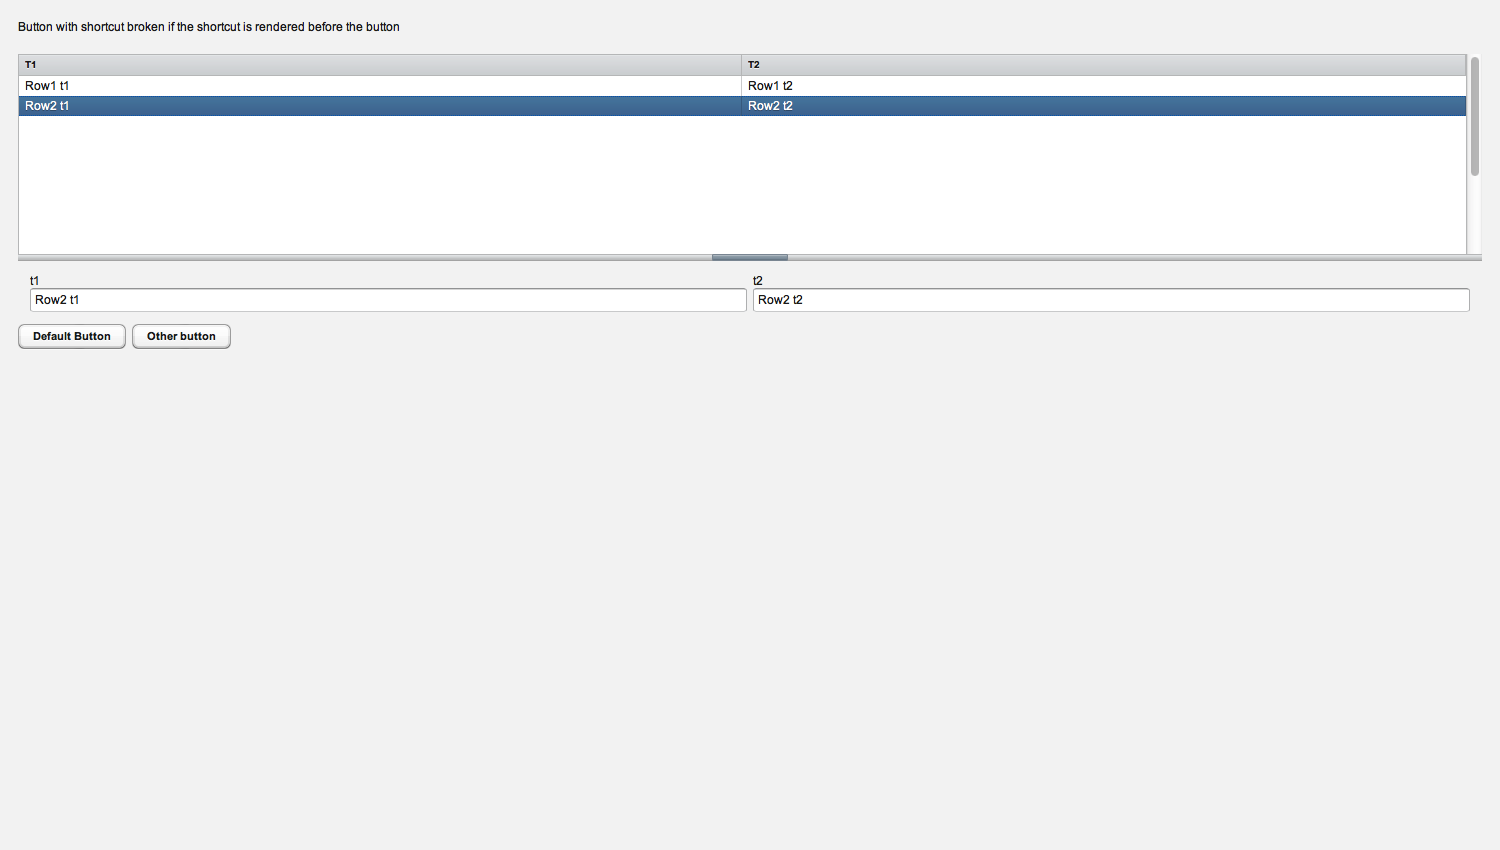 Button with shortcut broken if the shortcut is rendered before the button
T1 T2
Row1 t1 Row1 t2
Row2 t1 Row2 t2
t1 t2
Row2 t1 Row2 t2
Default Button Other button